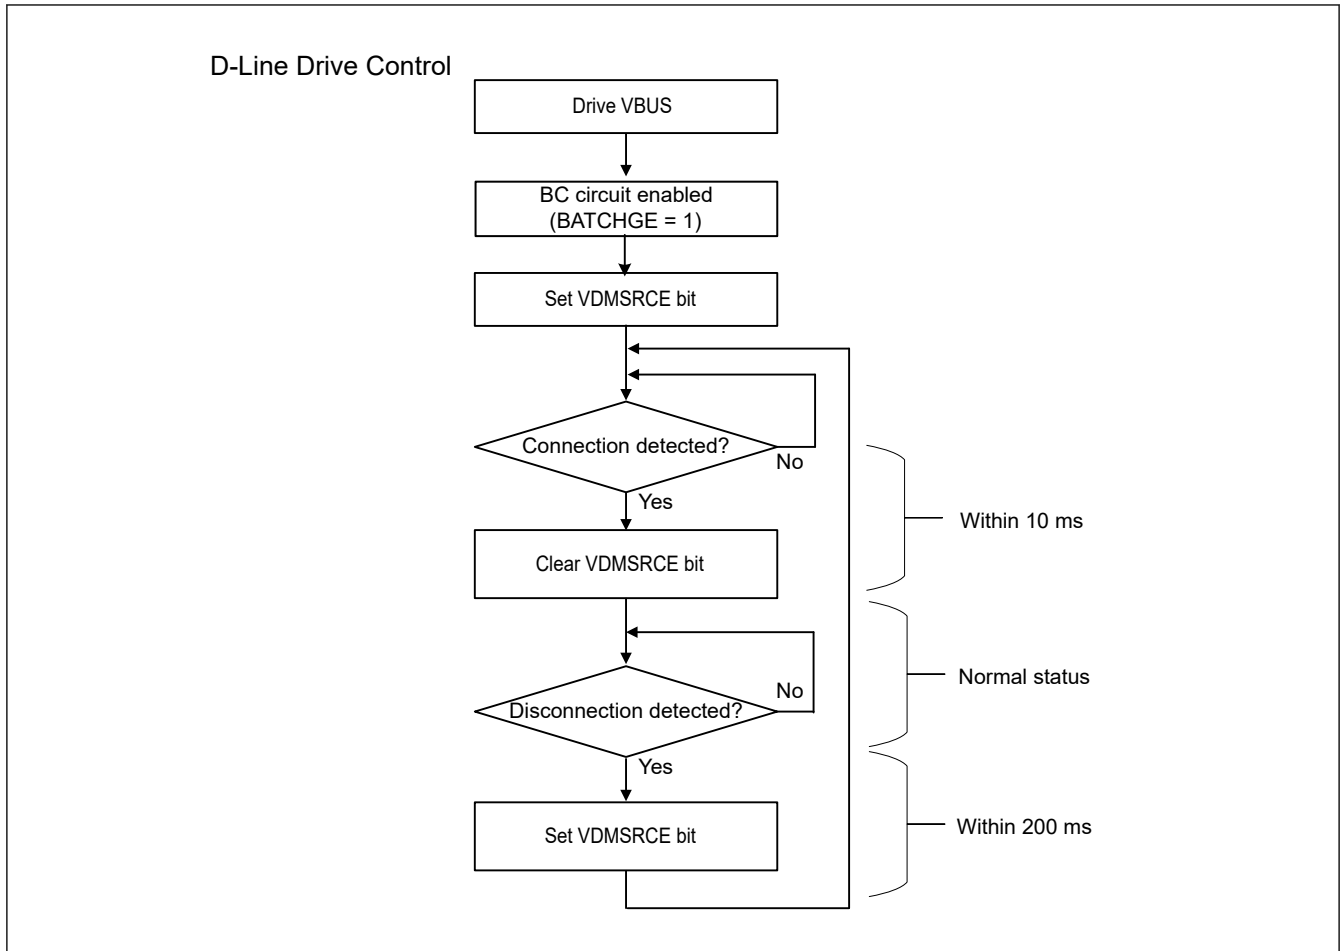 D-Line Drive Control
Drive VBUS
BC circuit enabled
(BATCHGE = 1)
Set VDMSRCE bit
Connection detected?
No
Yes
Within 10 ms
Clear VDMSRCE bit
Normal status
No
Disconnection detected?
Yes
Within 200 ms
Set VDMSRCE bit